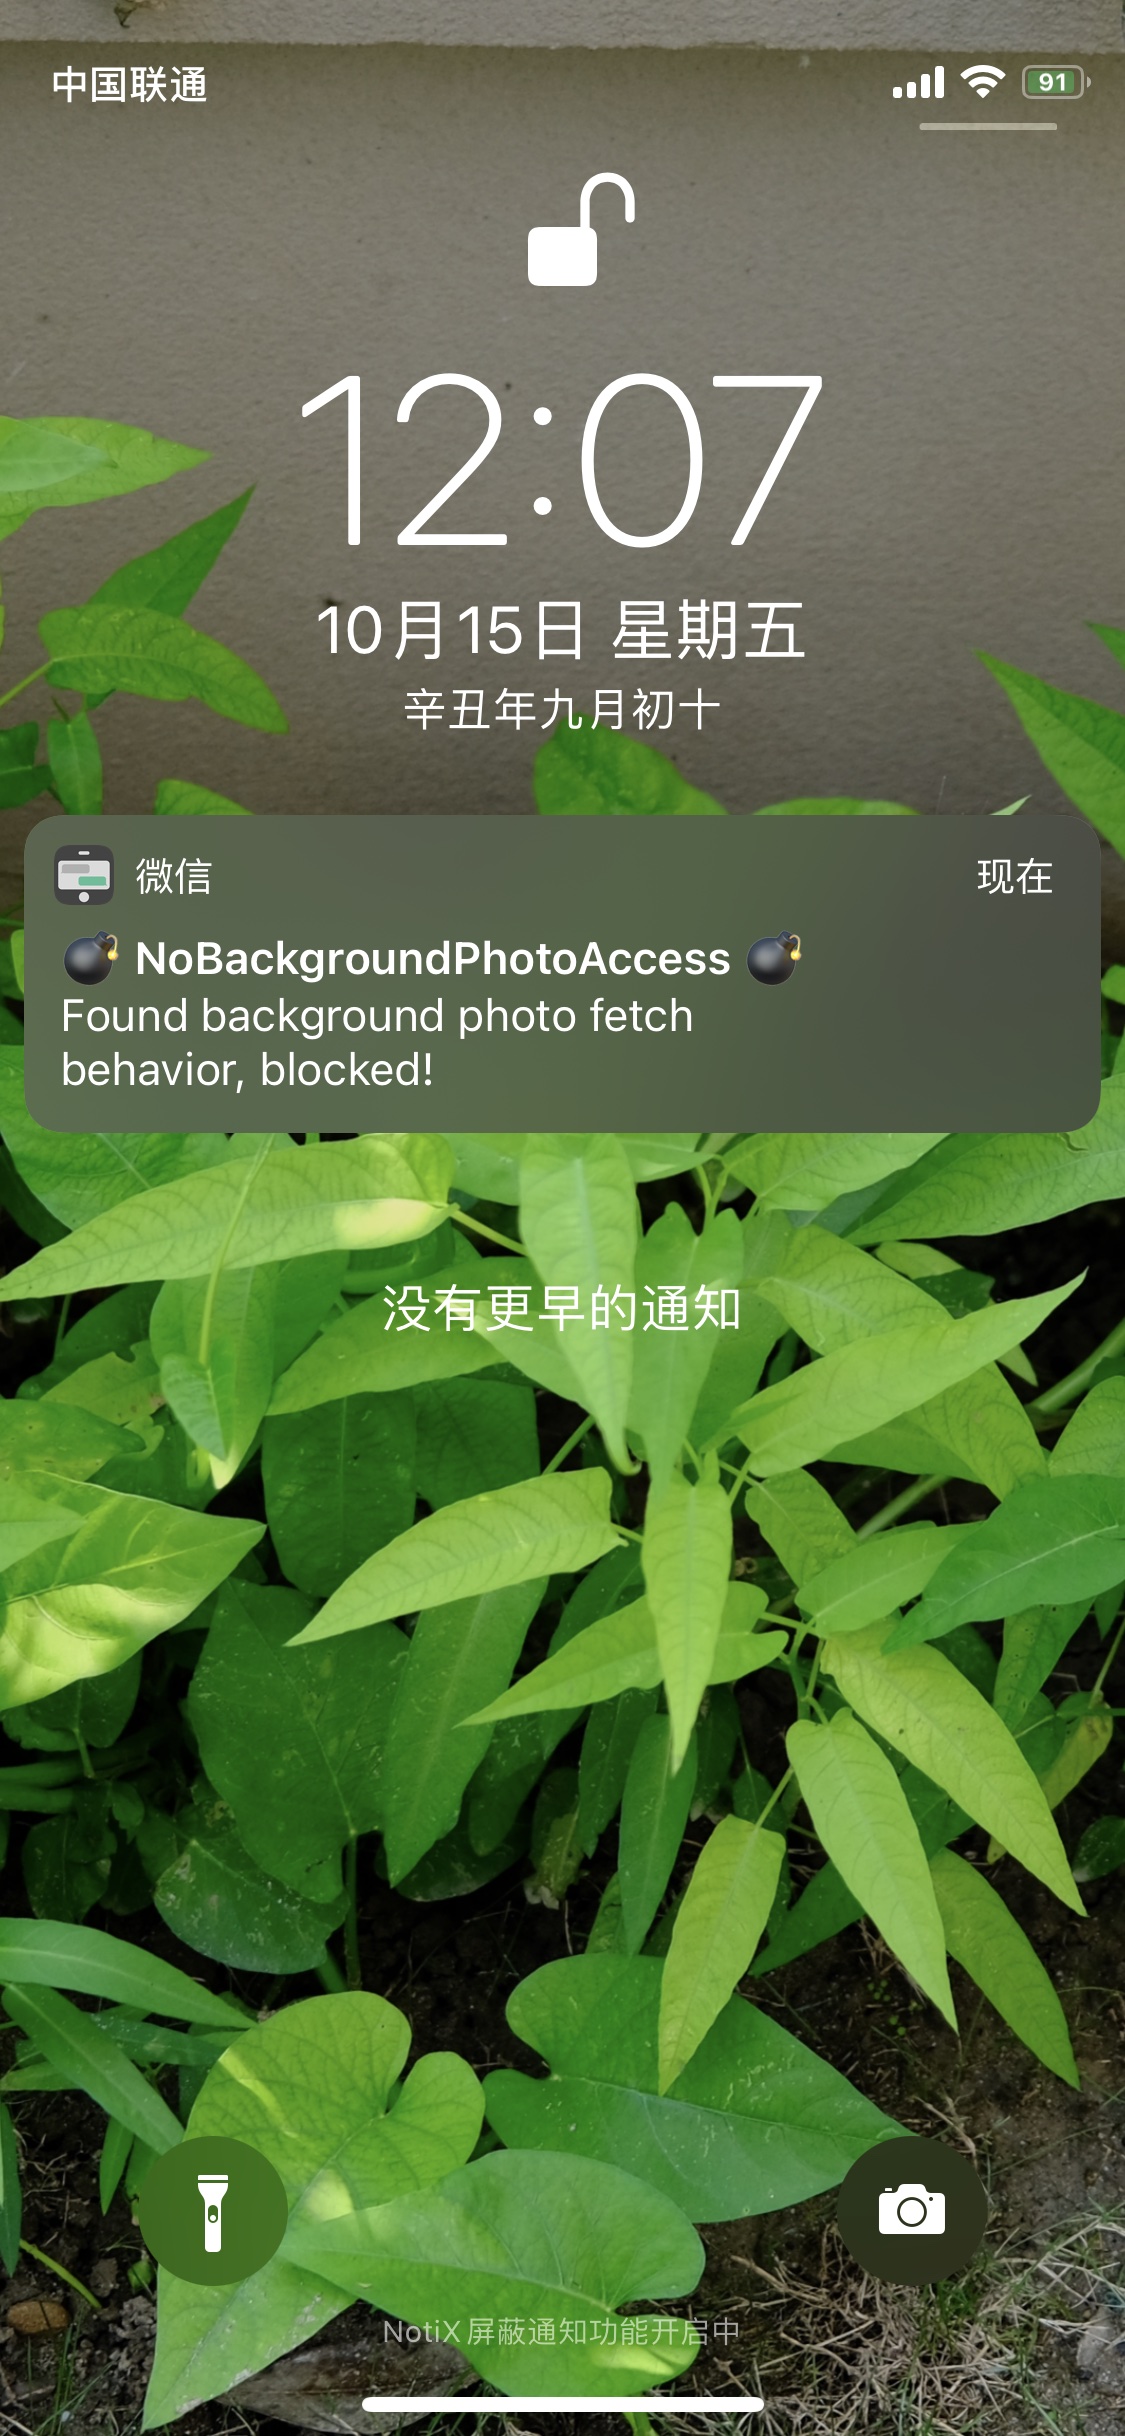 中国联通
91
12:07
10月15日 星期五
辛丑年九月初十
微信
现在
💣 NoBackgroundPhotoAccess 💣
Found background photo fetch
behavior, blocked!
没有更早的通知
NotiX 屏蔽通知功能开启中